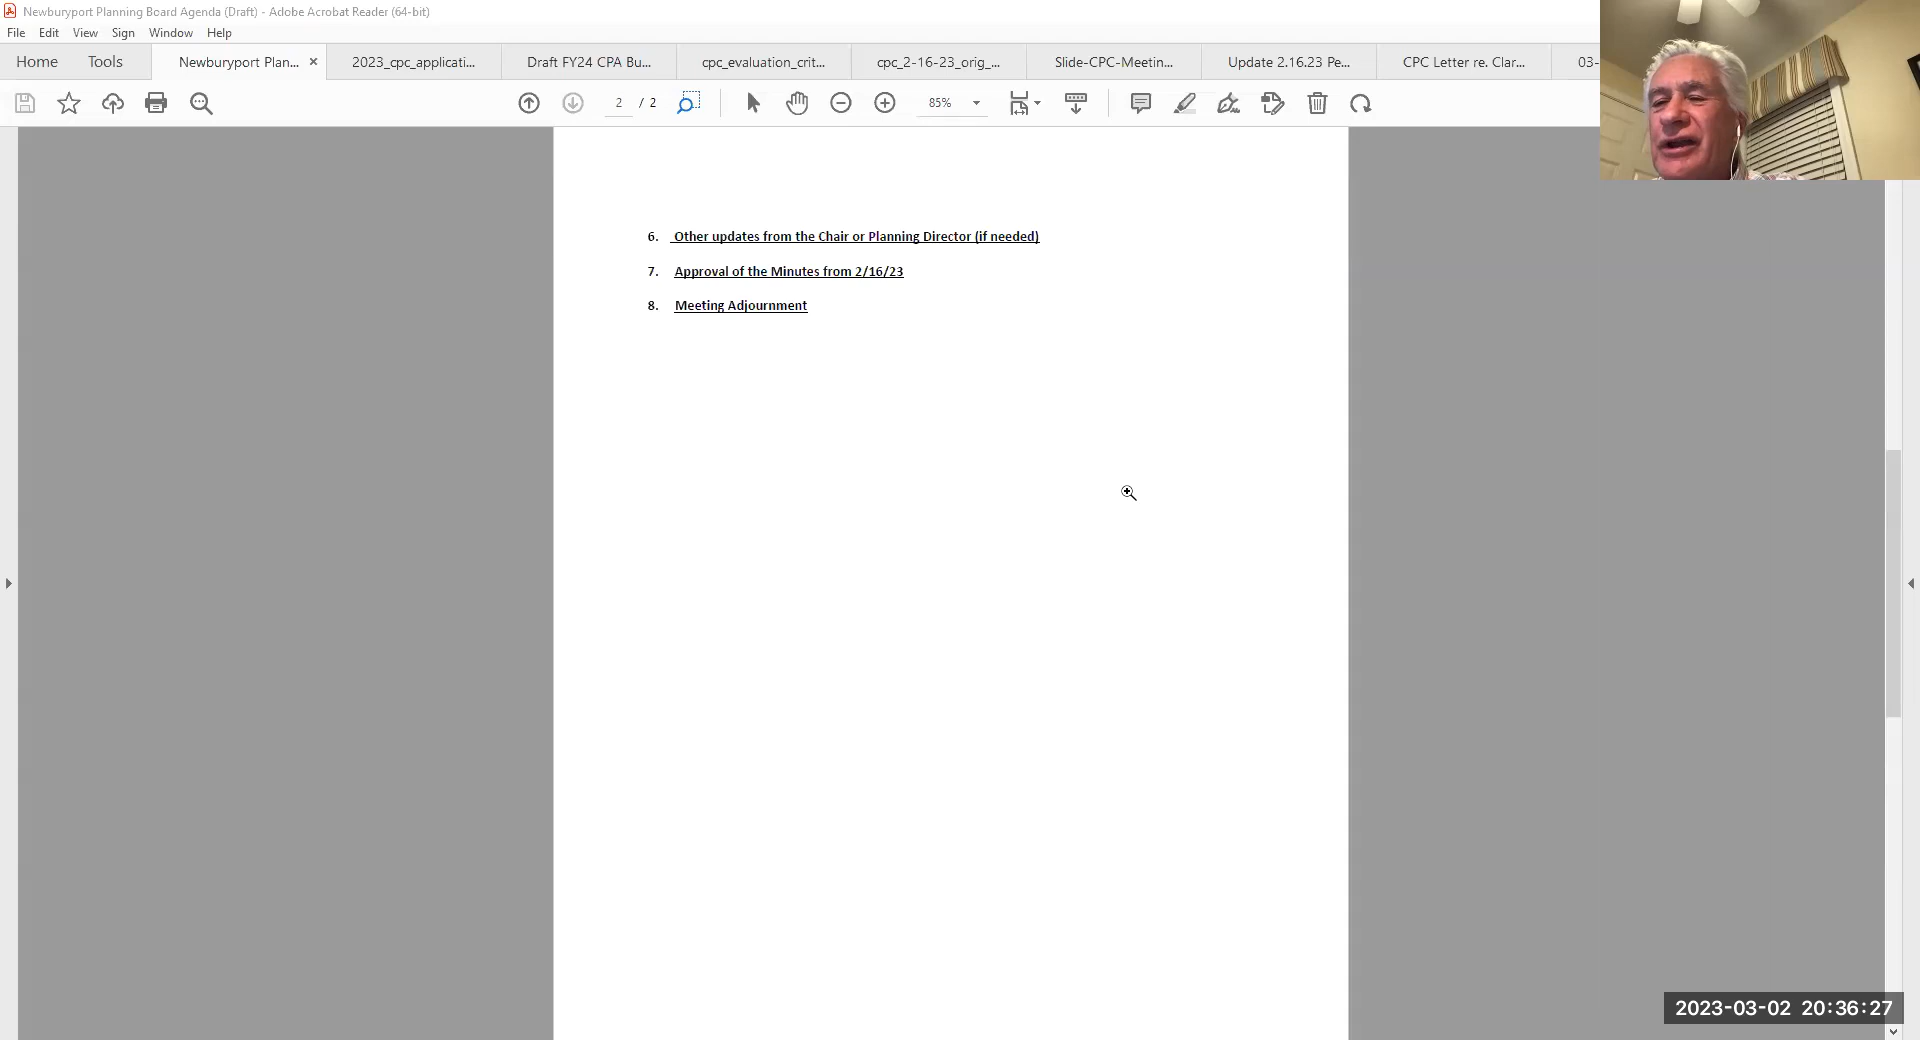 Newburyport Planning Board Agenda (Draft) - Adobe Acrobat Reader (64-bit)
File Edit View Sign Window Help
Home Tools Newburyport Plan... × 2023_cpc_applicati... Draft FY24 CPA Bu... cpc_evaluation_crit... cpc_2-16-23_orig_... Slide-CPC-Meetin... Update 2.16.23 Pe... CPC Letter re. Clar... 03-
2 / 2 85%
6. Other updates from the Chair or Planning Director (if needed)
7. Approval of the Minutes from 2/16/23
8. Meeting Adjournment
2023-03-02 20:36:27